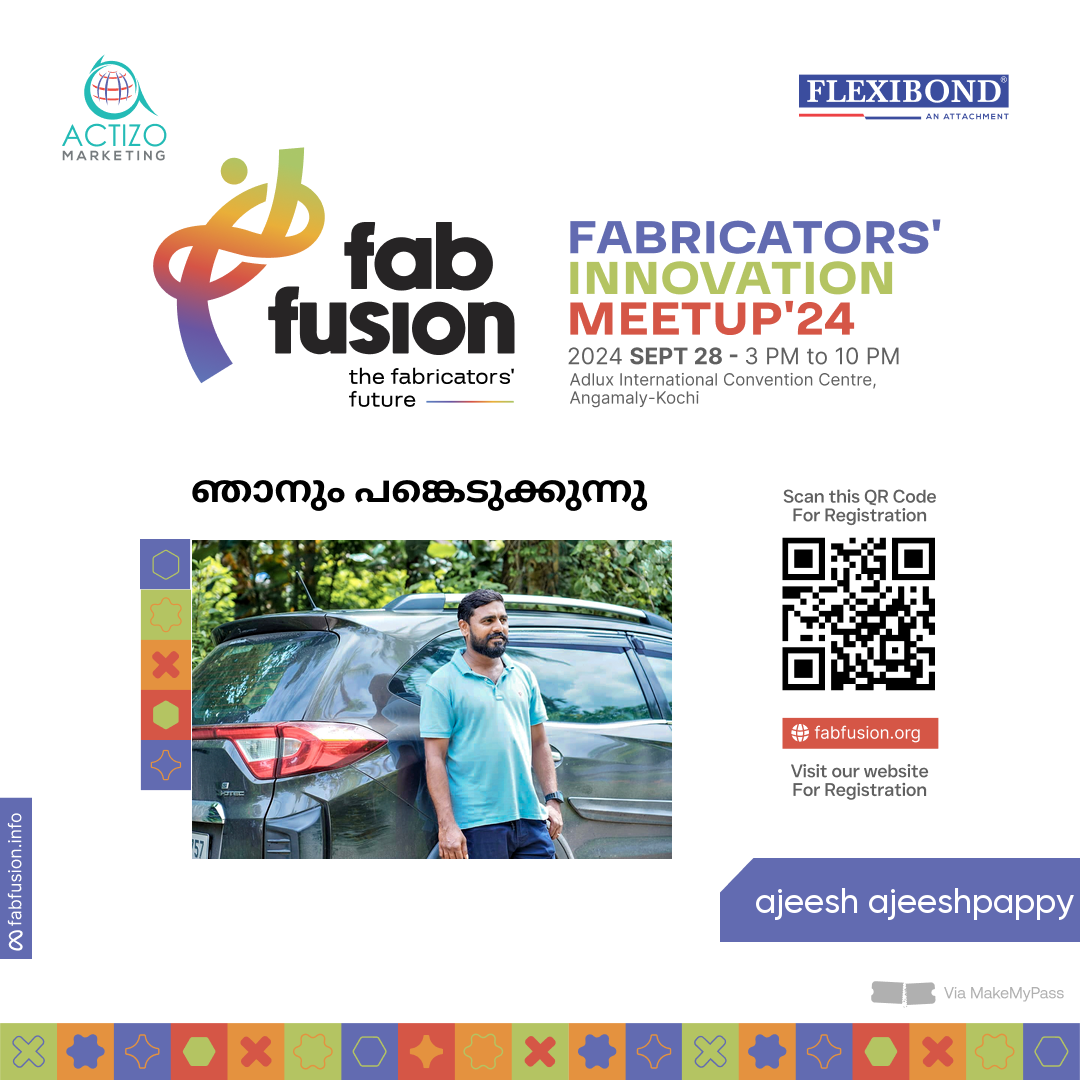 ACTIZO
MARKETING
FLEXIBOND®
AN ATTACHMENT
fab
fusion
the fabricators'
future
FABRICATORS'
INNOVATION
MEETUP'24
2024 SEPT 28 - 3 PM to 10 PM
Adlux International Convention Centre,
Angamaly-Kochi
ഞാനും പങ്കെടുക്കുന്നു
Scan this QR Code
For Registration
fabfusion.org
Visit our website
For Registration
fabfusion.info
ajeesh ajeeshpappy
Via MakeMyPass